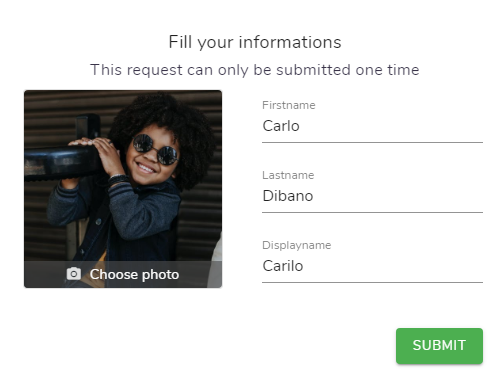 Fill your informations
This request can only be submitted one time
Firstname
Carlo
Lastname
Dibano
Displayname
Carilo
Choose photo
SUBMIT